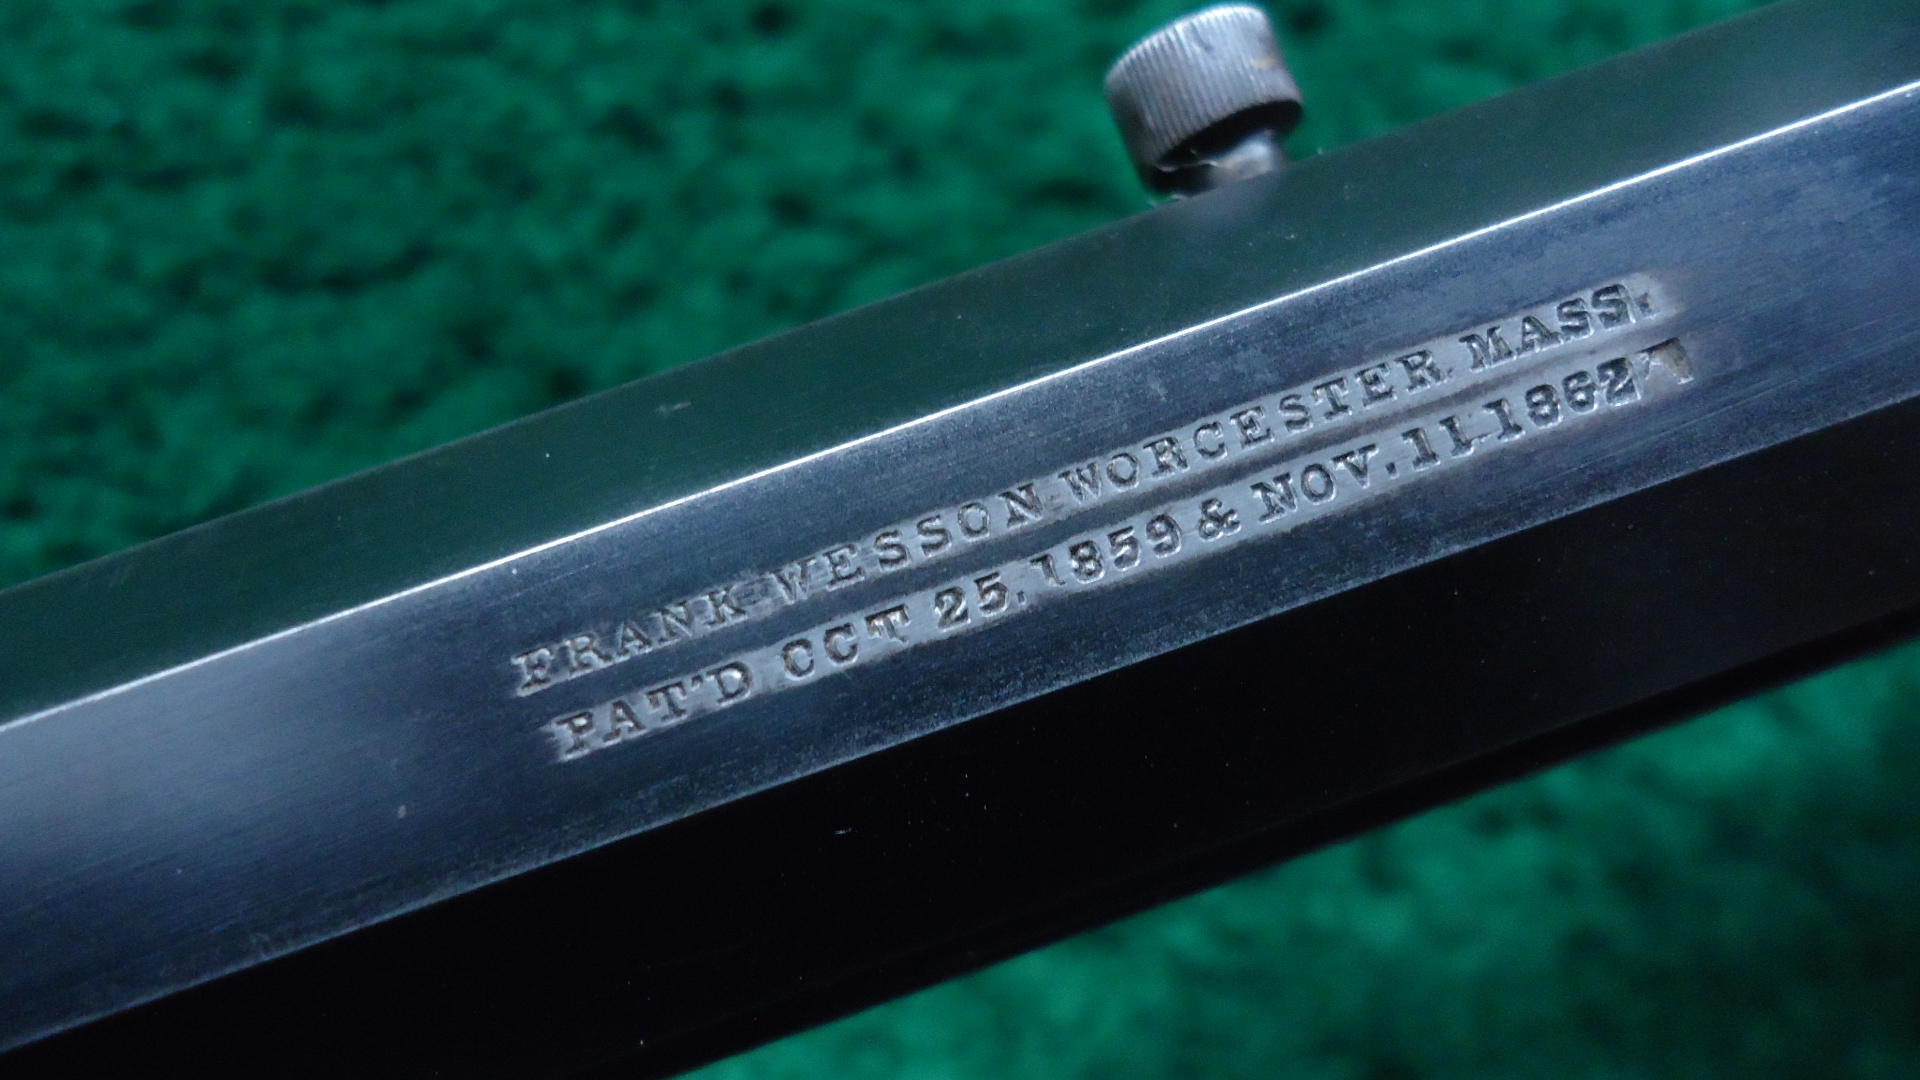 FRANK WESSON WORCESTER MASS.
PAT'D OCT 25, 1859 & NOV. 11 1862